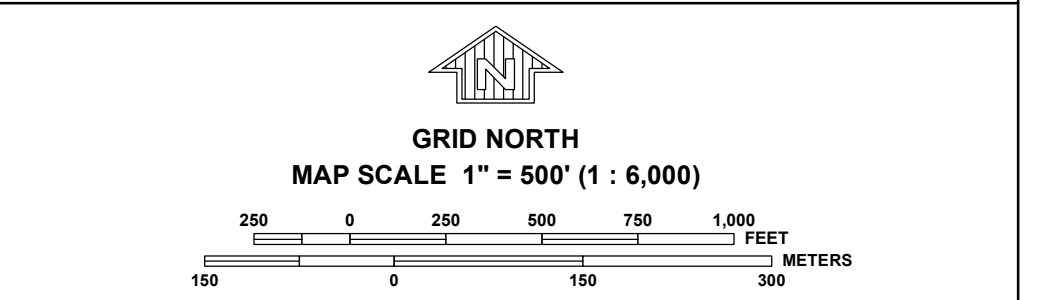 N
GRID NORTH
MAP SCALE 1" = 500' (1 : 6,000)
250 0 250 500 750 1,000
FEET
METERS
150 0 150 300